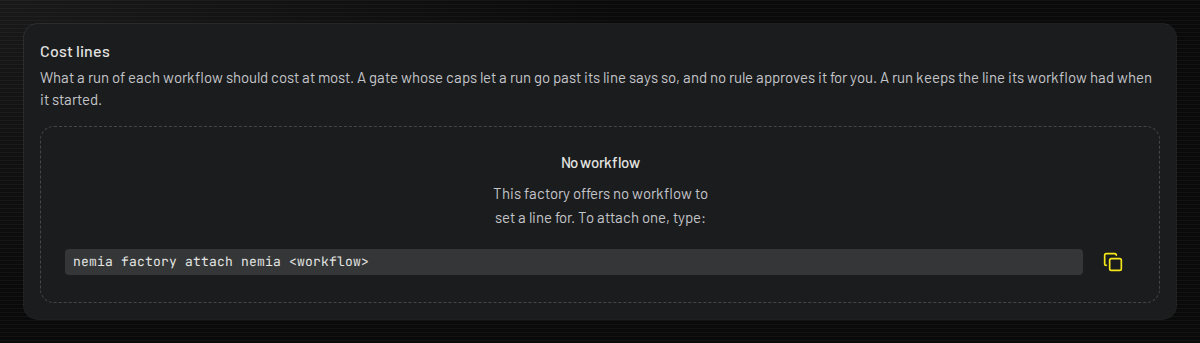 Cost lines
What a run of each workflow should cost at most. A gate whose caps let a run go past its line says so, and no rule approves it for you. A run keeps the line its workflow had when
it started.
No workflow
This factory offers no workflow to
set a line for. To attach one, type:
nemia factory attach nemia <workflow>